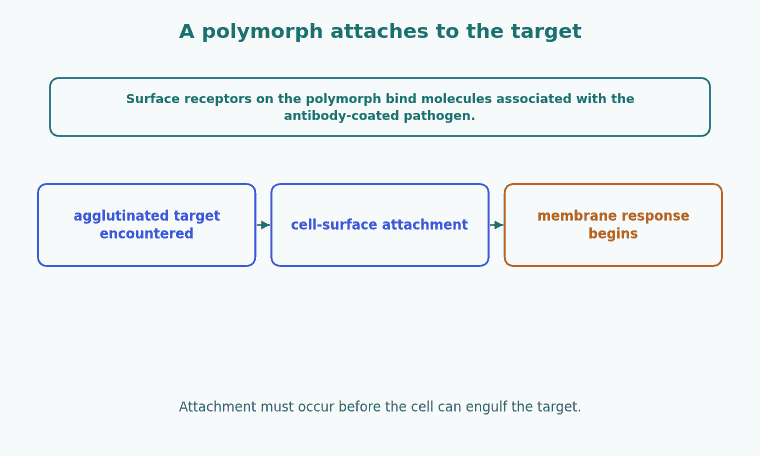 A polymorph attaches to the target
Surface receptors on the polymorph bind molecules associated with the
antibody-coated pathogen.
agglutinated target
encountered
cell-surface attachment
membrane response
begins
Attachment must occur before the cell can engulf the target.